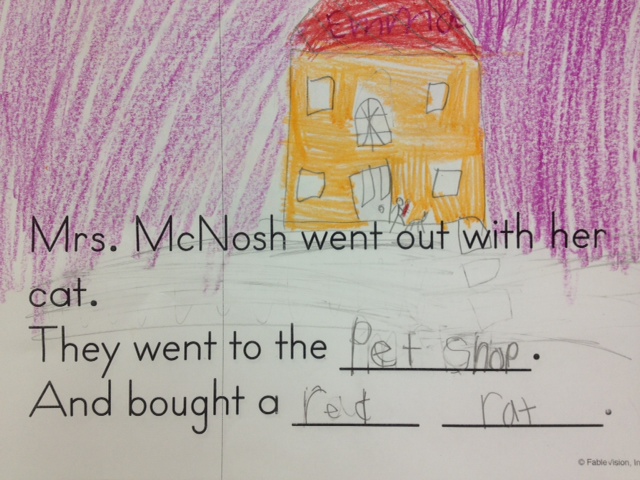 Emma
Mrs. McNosh went out with her
cat.
They went to the Pet shop.
And bought a red rat.
© FableVision, In